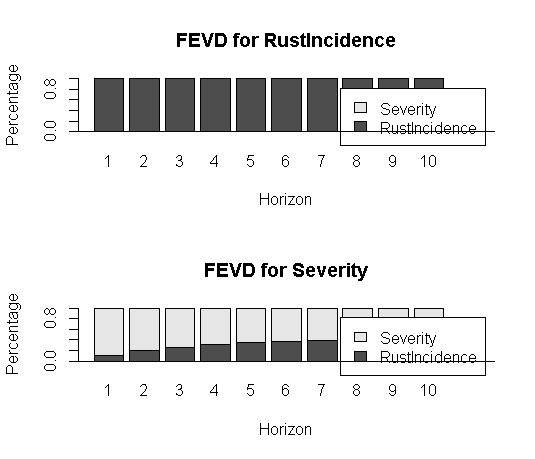 FEVD for RustIncidence
Percentage
0.8
0.0
Severity
RustIncidence
1 2 3 4 5 6 7 8 9 10
Horizon
FEVD for Severity
Percentage
0.8
0.0
Severity
RustIncidence
1 2 3 4 5 6 7 8 9 10
Horizon